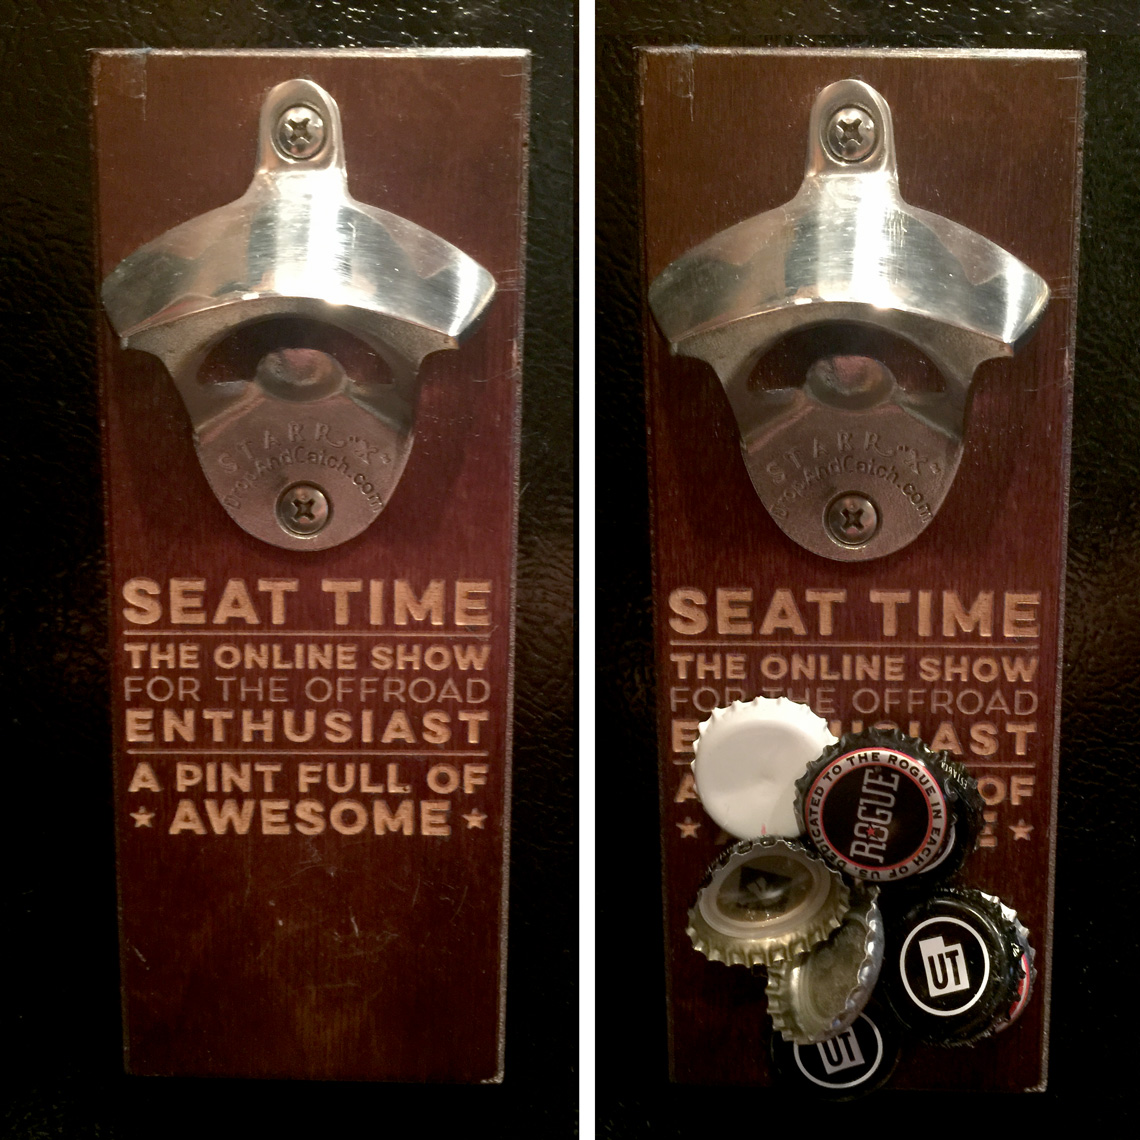 STARR "X"
DropAndCatch.com
SEAT TIME
THE ONLINE SHOW
FOR THE OFFROAD
ENTHUSIAST
A PINT FULL OF
AWESOME
STARR "X"
DropAndCatch.com
SEAT TIME
THE ONLINE SHOW
FOR THE OFFROAD
ROGUE
DEDICATED TO THE ROGUE IN EACH OF US.
OF
UT
UT